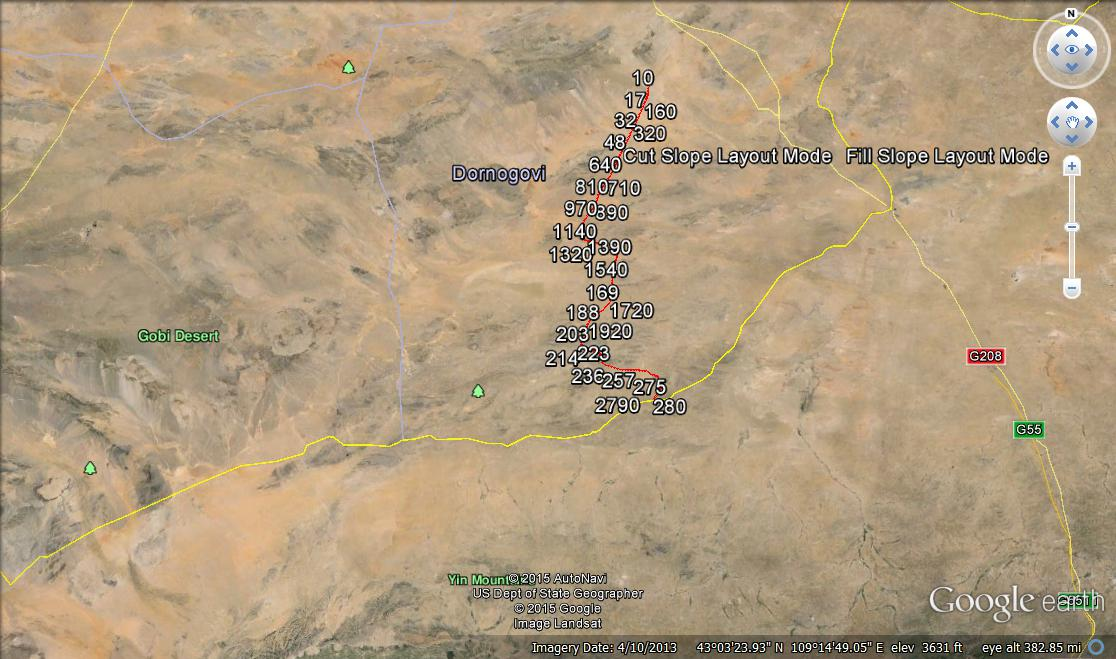 N
10
17
160
32
320
48
Cut Slope Layout Mode Fill Slope Layout Mode
640
Dornogovi
810
710
970
890
1140
1390
1320
1540
169
188
1720
203
1920
Gobi Desert
214
223
G208
236
257
275
2790
280
G55
Yin Mount
© 2015 AutoNavi
US Dept of State Geographer
© 2015 Google
Image Landsat
Google earth
Imagery Date: 4/10/2013 43°03'23.93" N 109°14'49.05" E elev 3631 ft eye alt 382.85 mi